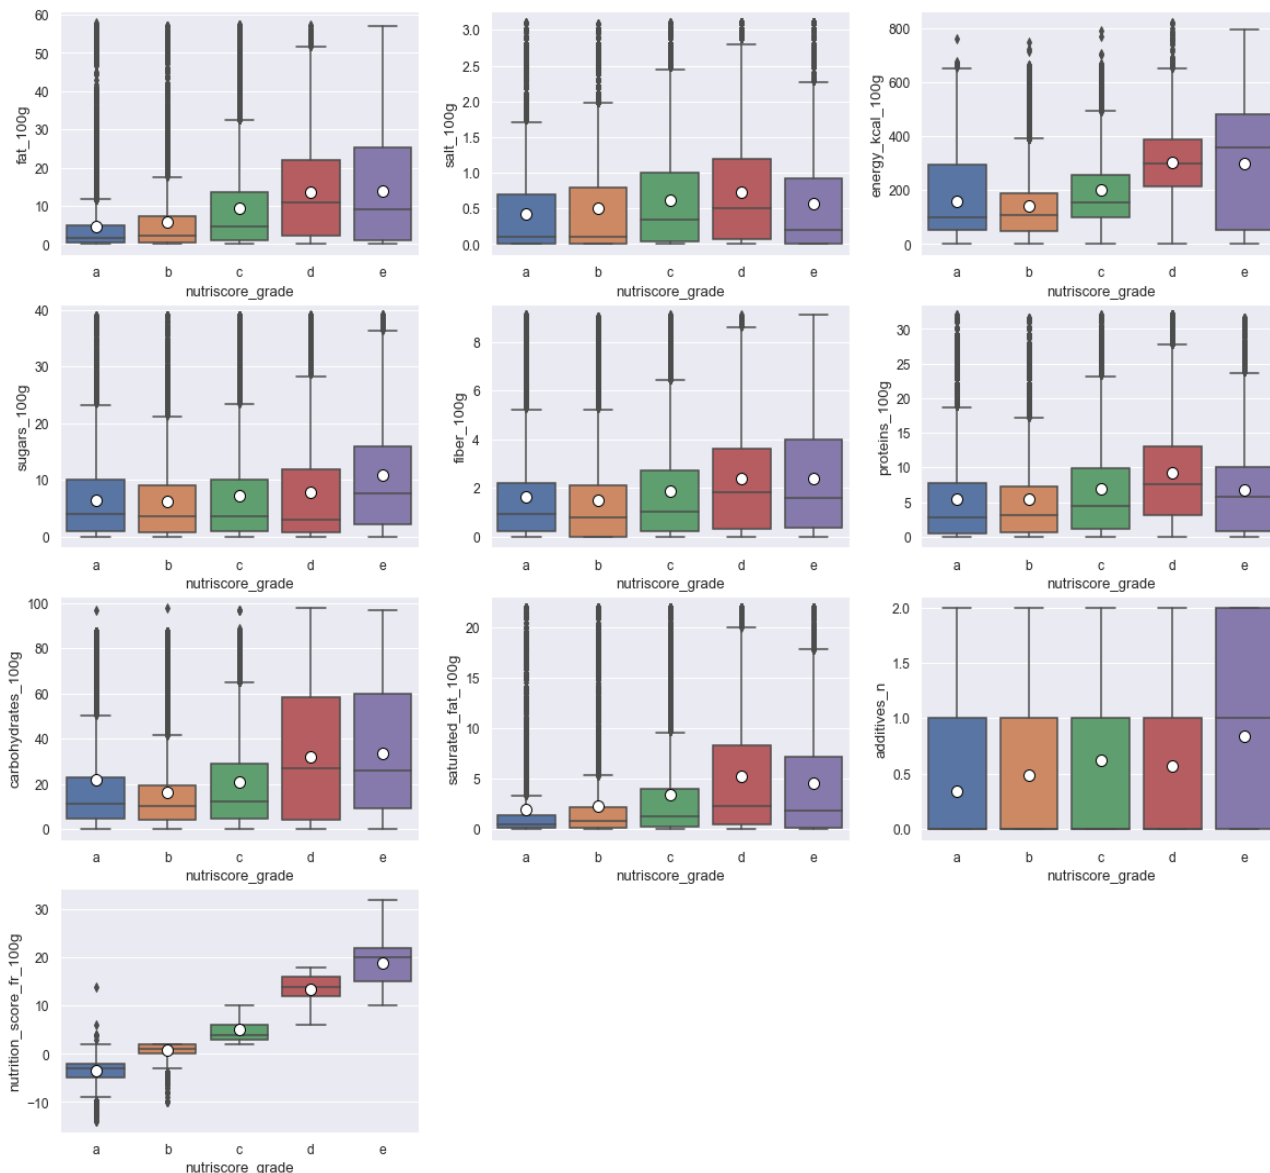 fat_100g
60
50
40
30
20
10
0
a b c d e
nutriscore_grade
salt_100g
3.0
2.5
2.0
1.5
1.0
0.5
0.0
a b c d e
nutriscore_grade
energy_kcal_100g
800
600
400
200
0
a b c d e
nutriscore_grade
sugars_100g
40
30
20
10
0
a b c d e
nutriscore_grade
fiber_100g
8
6
4
2
0
a b c d e
nutriscore_grade
proteins_100g
30
25
20
15
10
5
0
a b c d e
nutriscore_grade
carbohydrates_100g
100
80
60
40
20
0
a b c d e
nutriscore_grade
saturated_fat_100g
20
15
10
5
0
a b c d e
nutriscore_grade
additives_n
2.0
1.5
1.0
0.5
0.0
a b c d e
nutriscore_grade
nutrition_score_fr_100g
30
20
10
0
−10
a b c d e
nutriscore_grade